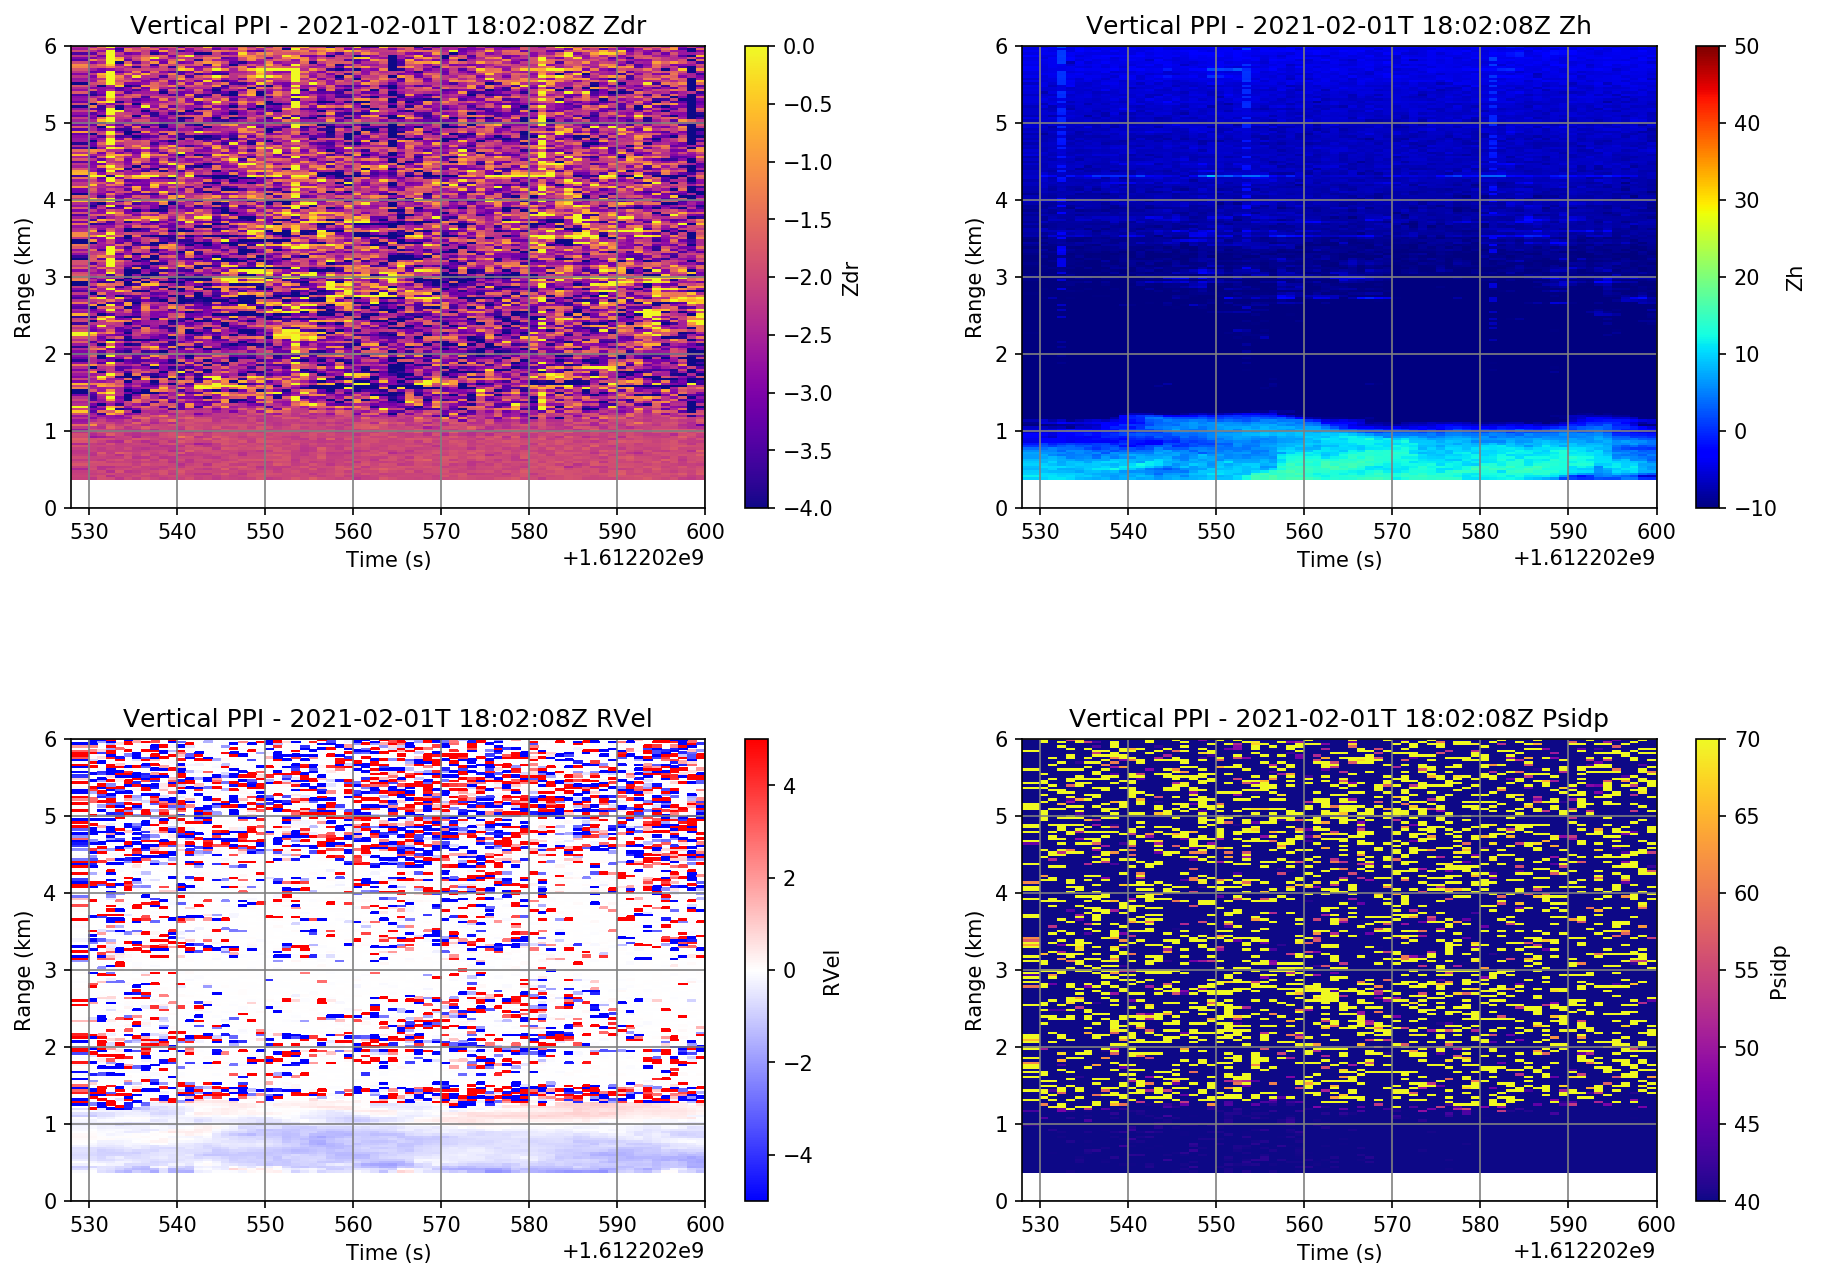 Vertical PPI - 2021-02-01T 18:02:08Z Zdr
6
5
4
3
2
1
0
Range (km)
530 540 550 560 570 580 590 600
Time (s)
+1.612202e9
0.0
−0.5
−1.0
−1.5
−2.0
−2.5
−3.0
−3.5
−4.0
Zdr
Vertical PPI - 2021-02-01T 18:02:08Z Zh
6
5
4
3
2
1
0
Range (km)
530 540 550 560 570 580 590 600
Time (s)
+1.612202e9
50
40
30
20
10
0
−10
Zh
Vertical PPI - 2021-02-01T 18:02:08Z RVel
6
5
4
3
2
1
0
Range (km)
530 540 550 560 570 580 590 600
Time (s)
+1.612202e9
4
2
0
−2
−4
RVel
Vertical PPI - 2021-02-01T 18:02:08Z Psidp
6
5
4
3
2
1
0
Range (km)
530 540 550 560 570 580 590 600
Time (s)
+1.612202e9
70
65
60
55
50
45
40
Psidp